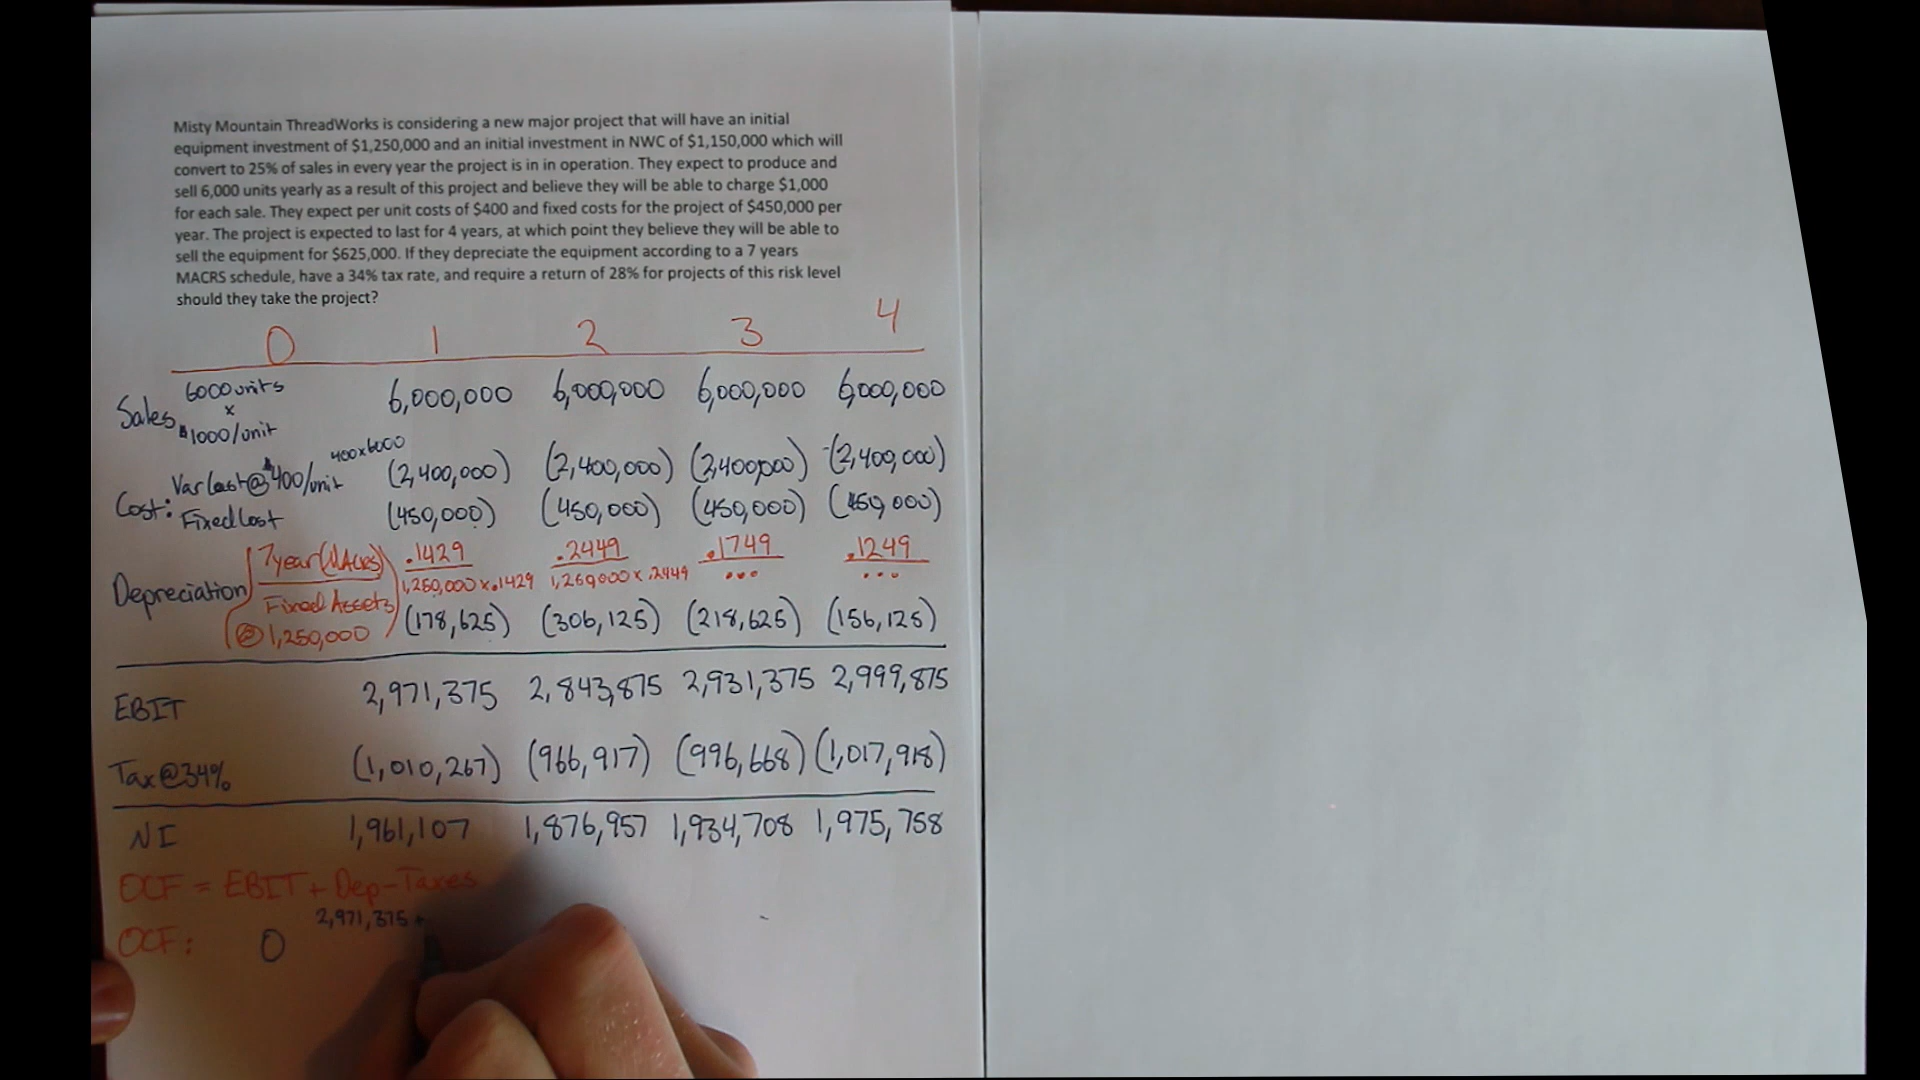 Misty Mountain ThreadWorks is considering a new major project that will have an initial
equipment investment of $1,250,000 and an initial investment in NWC of $1,150,000 which will
convert to 25% of sales in every year the project is in in operation. They expect to produce and
sell 6,000 units yearly as a result of this project and believe they will be able to charge $1,000
for each sale. They expect per unit costs of $400 and fixed costs for the project of $450,000 per
year. The project is expected to last for 4 years, at which point they believe they will be able to
sell the equipment for $625,000. If they depreciate the equipment according to a 7 years
MACRS schedule, have a 34% tax rate, and require a return of 28% for projects of this risk level
should they take the project?
0 1 2 3 4
Sales 6000 units x $1000/unit 6,000,000 6,000,000 6,000,000 6,000,000
400x6000
Cost: Var Cost @ $400/unit (2,400,000) (2,400,000) (2,400,000) (2,400,000)
Fixed Cost (450,000) (450,000) (450,000) (450,000)
7 year (MACRS) .1429 .2449 .1749 .1249
Depreciation Fixed Assets 1,250,000 x .1429 1,250,000 x .2449 ... ...
@ 1,250,000 (178,625) (306,125) (218,625) (156,125)
EBIT 2,971,375 2,843,875 2,931,375 2,999,875
Tax @ 34% (1,010,267) (966,917) (996,668) (1,017,918)
NI 1,961,107 1,876,957 1,934,708 1,975,758
OCF = EBIT + Dep - Taxes
2,971,375 +
OCF: 0